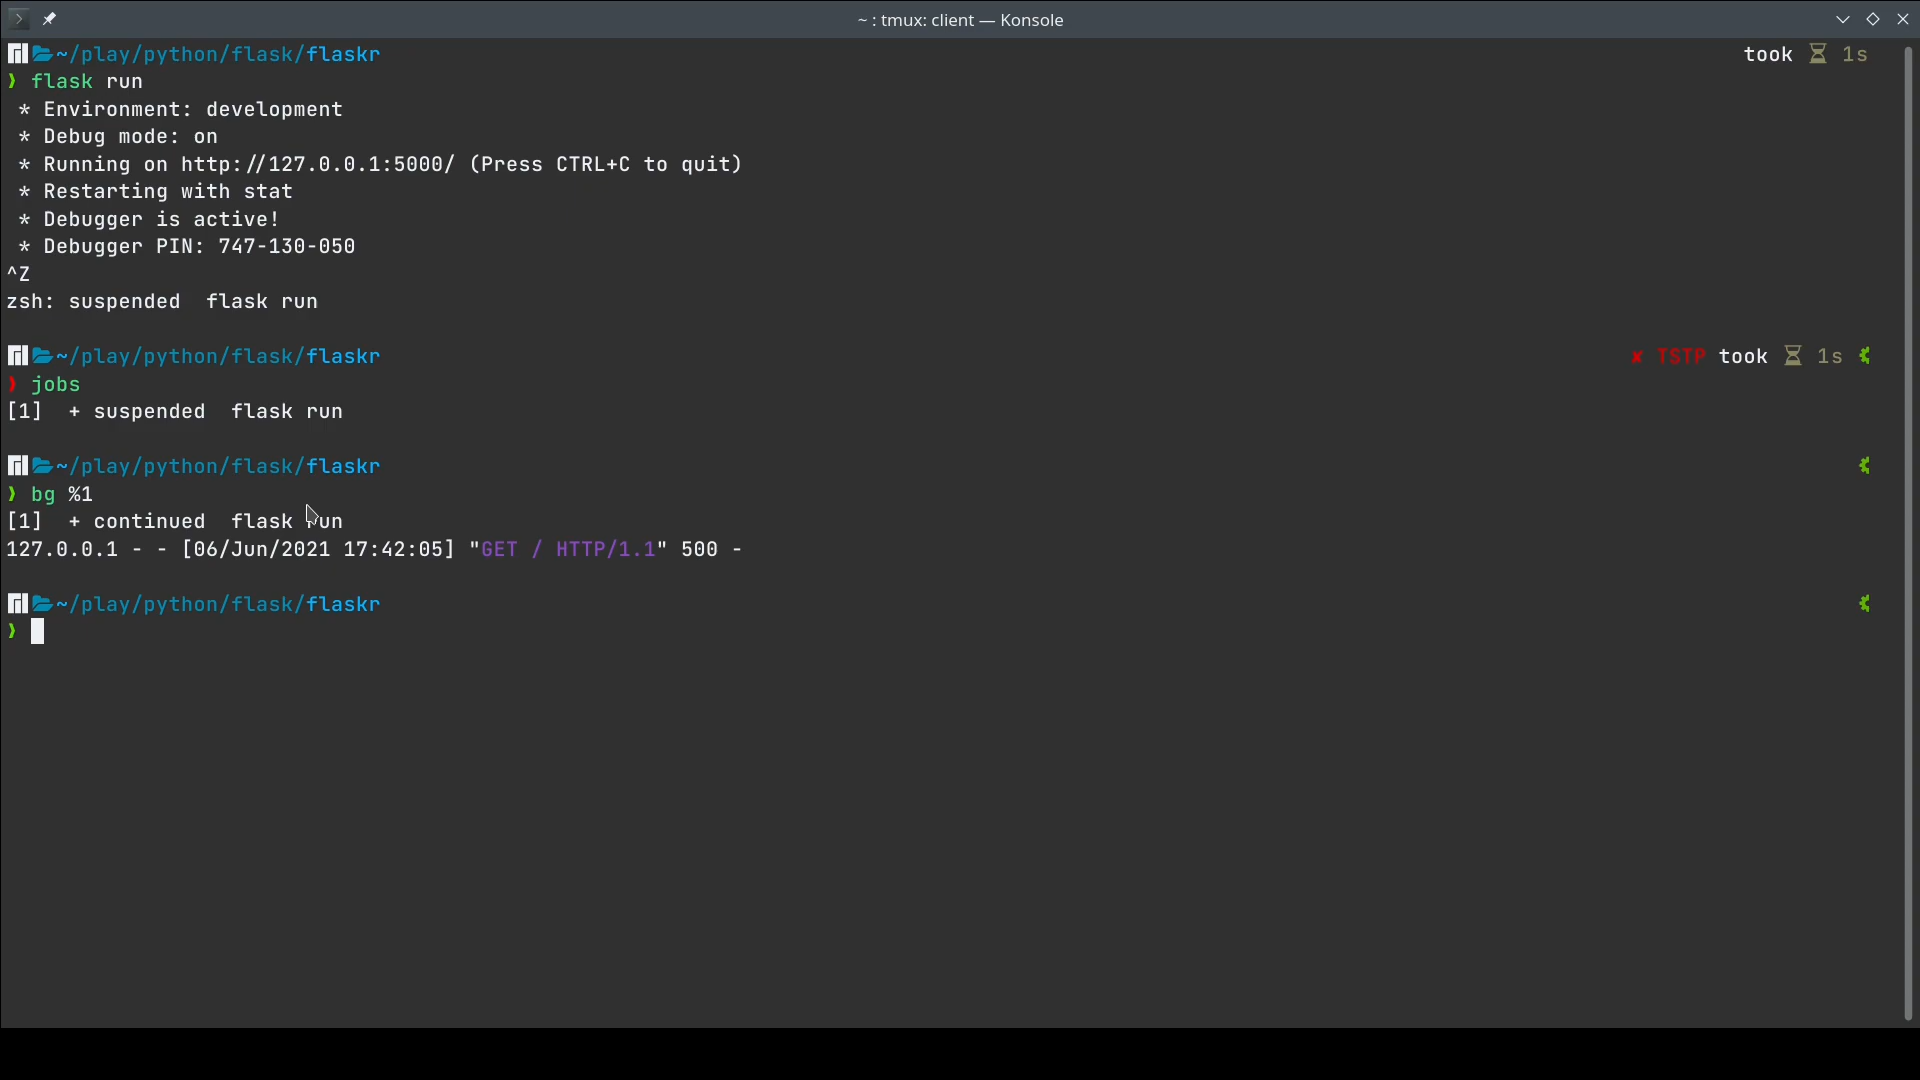 ~ : tmux: client — Konsole
~/play/python/flask/flaskr took ⌛ 1s
❯ flask run
* Environment: development
* Debug mode: on
* Running on http://127.0.0.1:5000/ (Press CTRL+C to quit)
* Restarting with stat
* Debugger is active!
* Debugger PIN: 747-130-050
^Z
zsh: suspended  flask run
~/play/python/flask/flaskr ✘ TSTP took ⌛ 1s
❯ jobs
[1]  + suspended  flask run
~/play/python/flask/flaskr
❯ bg %1
[1]  + continued  flask run
127.0.0.1 - - [06/Jun/2021 17:42:05] "GET / HTTP/1.1" 500 -
~/play/python/flask/flaskr
❯